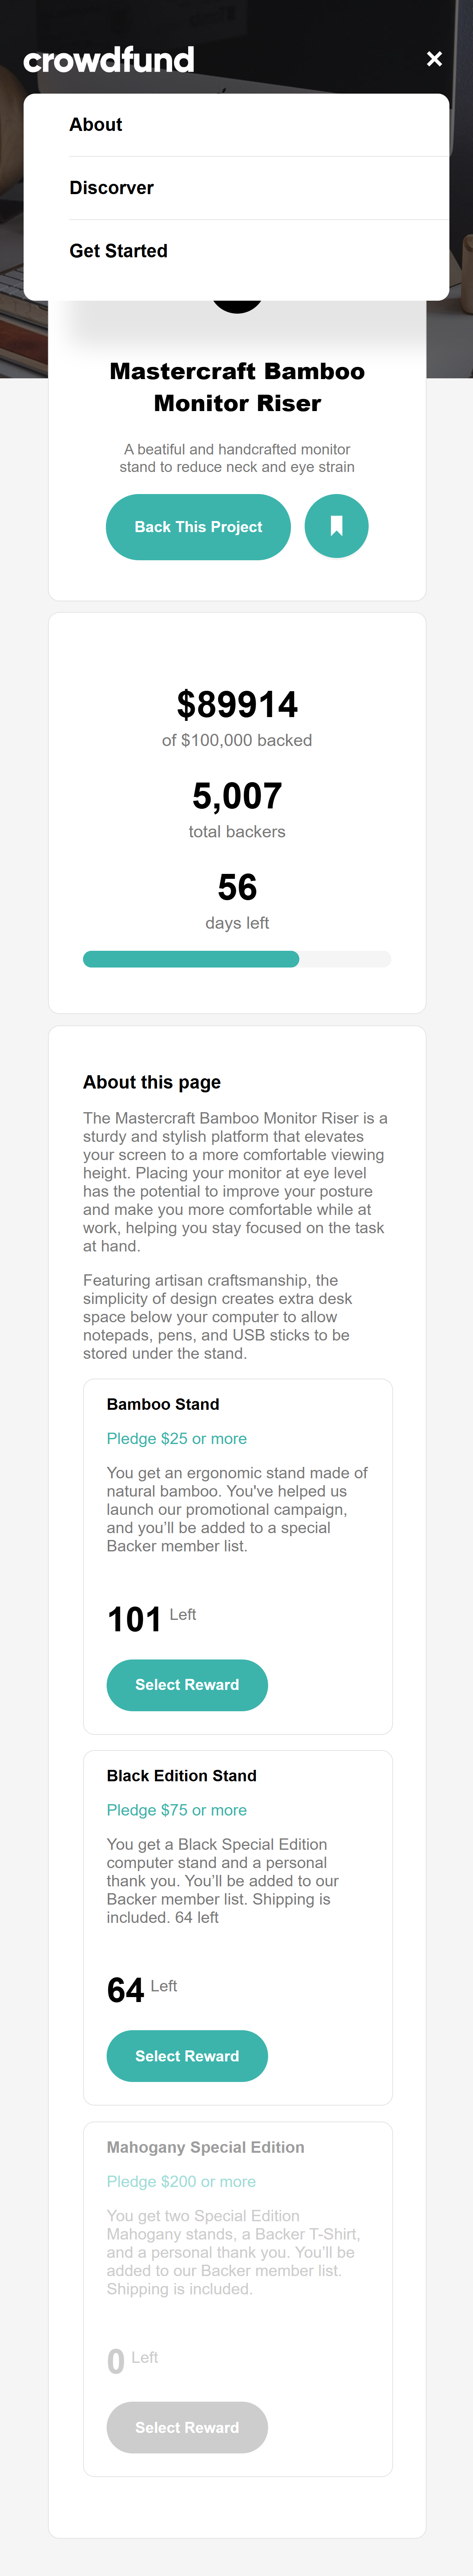 crowdfund
About
Discorver
Get Started
Mastercraft Bamboo
Monitor Riser
A beatiful and handcrafted monitor
stand to reduce neck and eye strain
Back This Project
$89914
of $100,000 backed
5,007
total backers
56
days left
About this page
The Mastercraft Bamboo Monitor Riser is a
sturdy and stylish platform that elevates
your screen to a more comfortable viewing
height. Placing your monitor at eye level
has the potential to improve your posture
and make you more comfortable while at
work, helping you stay focused on the task
at hand.
Featuring artisan craftsmanship, the
simplicity of design creates extra desk
space below your computer to allow
notepads, pens, and USB sticks to be
stored under the stand.
Bamboo Stand
Pledge $25 or more
You get an ergonomic stand made of
natural bamboo. You've helped us
launch our promotional campaign,
and you’ll be added to a special
Backer member list.
101 Left
Select Reward
Black Edition Stand
Pledge $75 or more
You get a Black Special Edition
computer stand and a personal
thank you. You’ll be added to our
Backer member list. Shipping is
included. 64 left
64 Left
Select Reward
Mahogany Special Edition
Pledge $200 or more
You get two Special Edition
Mahogany stands, a Backer T-Shirt,
and a personal thank you. You’ll be
added to our Backer member list.
Shipping is included.
0 Left
Select Reward